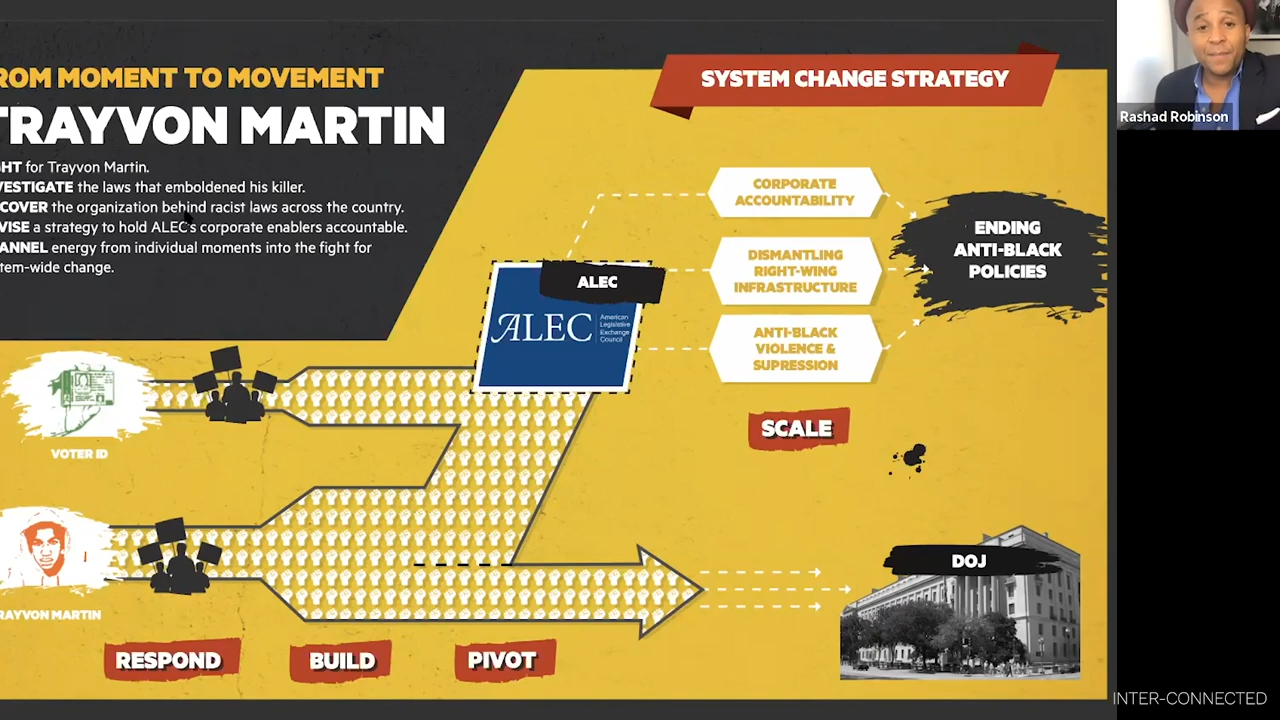 ROM MOMENT TO MOVEMENT
TRAYVON MARTIN
GHT for Trayvon Martin.
VESTIGATE the laws that emboldened his killer.
COVER the organization behind racist laws across the country.
VISE a strategy to hold ALEC's corporate enablers accountable.
ANNEL energy from individual moments into the fight for
tem-wide change.
SYSTEM CHANGE STRATEGY
Rashad Robinson
CORPORATE
ACCOUNTABILITY
ENDING
ANTI-BLACK
POLICIES
DISMANTLING
RIGHT-WING
INFRASTRUCTURE
ALEC
ALEC
American
Legislative
Exchange
Council
ANTI-BLACK
VIOLENCE &
SUPRESSION
SCALE
VOTER ID
DOJ
RAYVON MARTIN
RESPOND
BUILD
PIVOT
INTER-CONNECTED